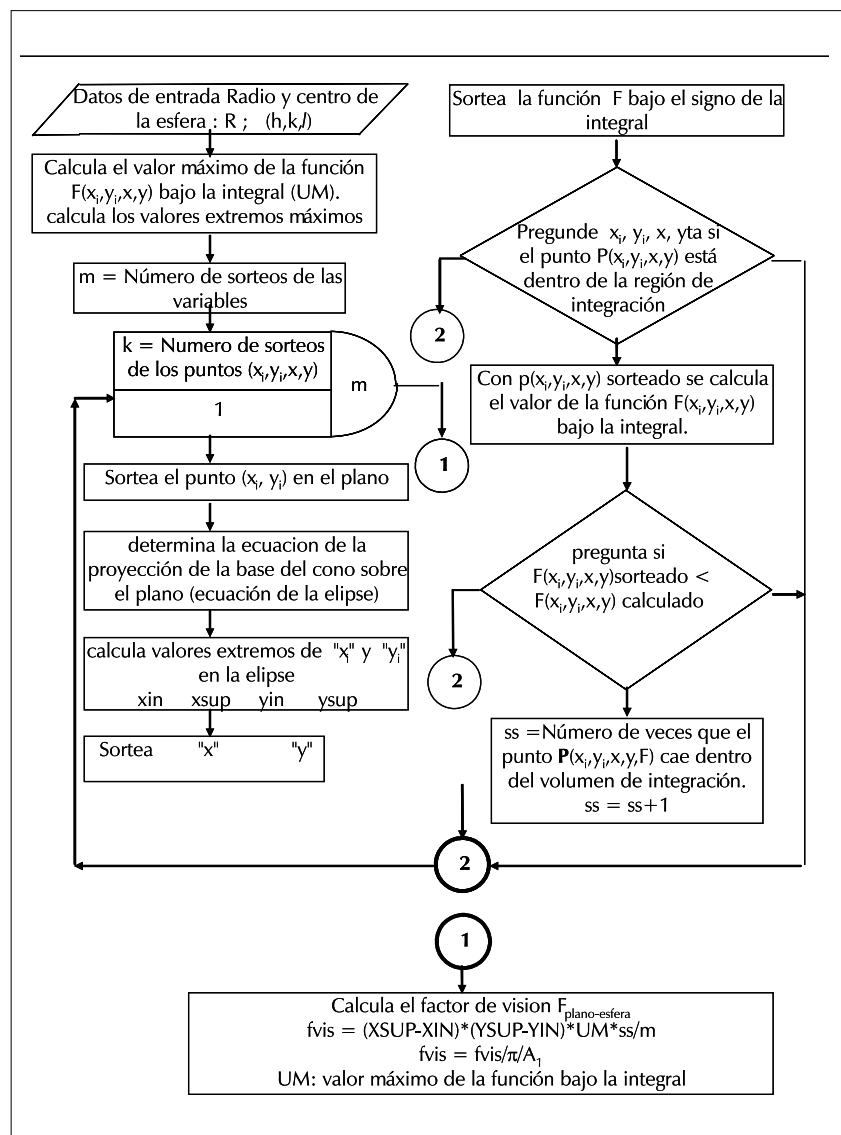 Datos de entrada Radio y centro de
la esfera : R ; (h,k,l)
Calcula el valor máximo de la función
F(xᵢ,yᵢ,x,y) bajo la integral (UM).
calcula los valores extremos máximos
m = Número de sorteos de las
variables
k = Numero de sorteos
de los puntos (xᵢ,yᵢ,x,y)
1
m
1
Sortea el punto (xᵢ, yᵢ) en el plano
determina la ecuacion de la
proyección de la base del cono sobre
el plano (ecuación de la elipse)
calcula valores extremos de "xᵢ" y "yᵢ"
en la elipse
xin xsup yin ysup
Sortea "x" "y"
Sortea la función F bajo el signo de la
integral
Pregunde xᵢ, yᵢ, x, yta si
el punto P(xᵢ,yᵢ,x,y) está
dentro de la región de
integración
2
Con p(xᵢ,yᵢ,x,y) sorteado se calcula
el valor de la función F(xᵢ,yᵢ,x,y)
bajo la integral.
pregunta si
F(xᵢ,yᵢ,x,y)sorteado <
F(xᵢ,yᵢ,x,y) calculado
2
ss =Número de veces que el
punto P(xᵢ,yᵢ,x,y,F) cae dentro
del volumen de integración.
ss = ss+1
2
1
Calcula el factor de vision F plano-esfera
fvis = (XSUP-XIN)*(YSUP-YIN)*UM*ss/m
fvis = fvis/π/A₁
UM: valor máximo de la función bajo la integral